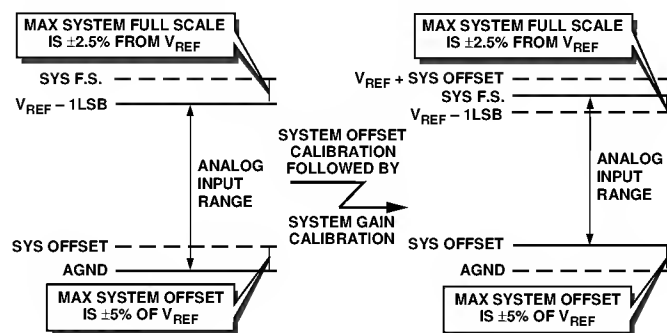 MAX SYSTEM FULL SCALE
IS ±2.5% FROM VREF
SYS F.S.
VREF – 1LSB
ANALOG
INPUT
RANGE
SYS OFFSET
AGND
MAX SYSTEM OFFSET
IS ±5% OF VREF
SYSTEM OFFSET
CALIBRATION
FOLLOWED BY
SYSTEM GAIN
CALIBRATION
MAX SYSTEM FULL SCALE
IS ±2.5% FROM VREF
VREF + SYS OFFSET
SYS F.S.
VREF – 1LSB
ANALOG
INPUT
RANGE
SYS OFFSET
AGND
MAX SYSTEM OFFSET
IS ±5% OF VREF